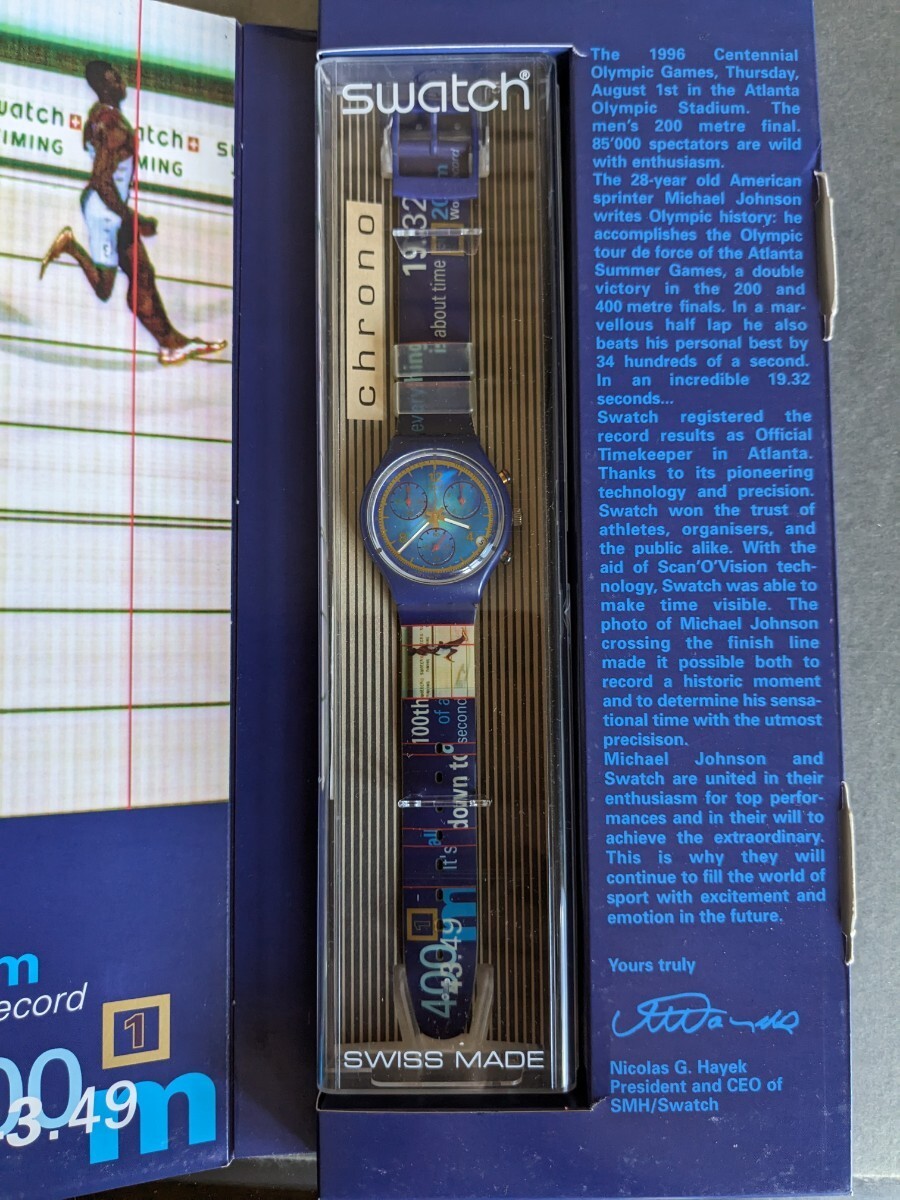 watch
TIMING
atch
MING
m
ecord
1
00
3.49
m
swatch®
chrono
19.32
20
m
Wo
cord
everything
is about time
100th
of a
second
it's all down to
1
400
m
43.49
SWISS MADE
The 1996 Centennial
Olympic Games, Thursday,
August 1st in the Atlanta
Olympic Stadium. The
men's 200 metre final.
85'000 spectators are wild
with enthusiasm.
The 28-year old American
sprinter Michael Johnson
writes Olympic history: he
accomplishes the Olympic
tour de force of the Atlanta
Summer Games, a double
victory in the 200 and
400 metre finals. In a mar-
vellous half lap he also
beats his personal best by
34 hundreds of a second.
In an incredible 19.32
seconds...
Swatch registered the
record results as Official
Timekeeper in Atlanta.
Thanks to its pioneering
technology and precision.
Swatch won the trust of
athletes, organisers, and
the public alike. With the
aid of Scan'O'Vision tech-
nology, Swatch was able to
make time visible. The
photo of Michael Johnson
crossing the finish line
made it possible both to
record a historic moment
and to determine his sensa-
tional time with the utmost
precisison.
Michael Johnson and
Swatch are united in their
enthusiasm for top perfor-
mances and in their will to
achieve the extraordinary.
This is why they will
continue to fill the world of
sport with excitement and
emotion in the future.
Yours truly
Nicolas G. Hayek
President and CEO of
SMH/Swatch